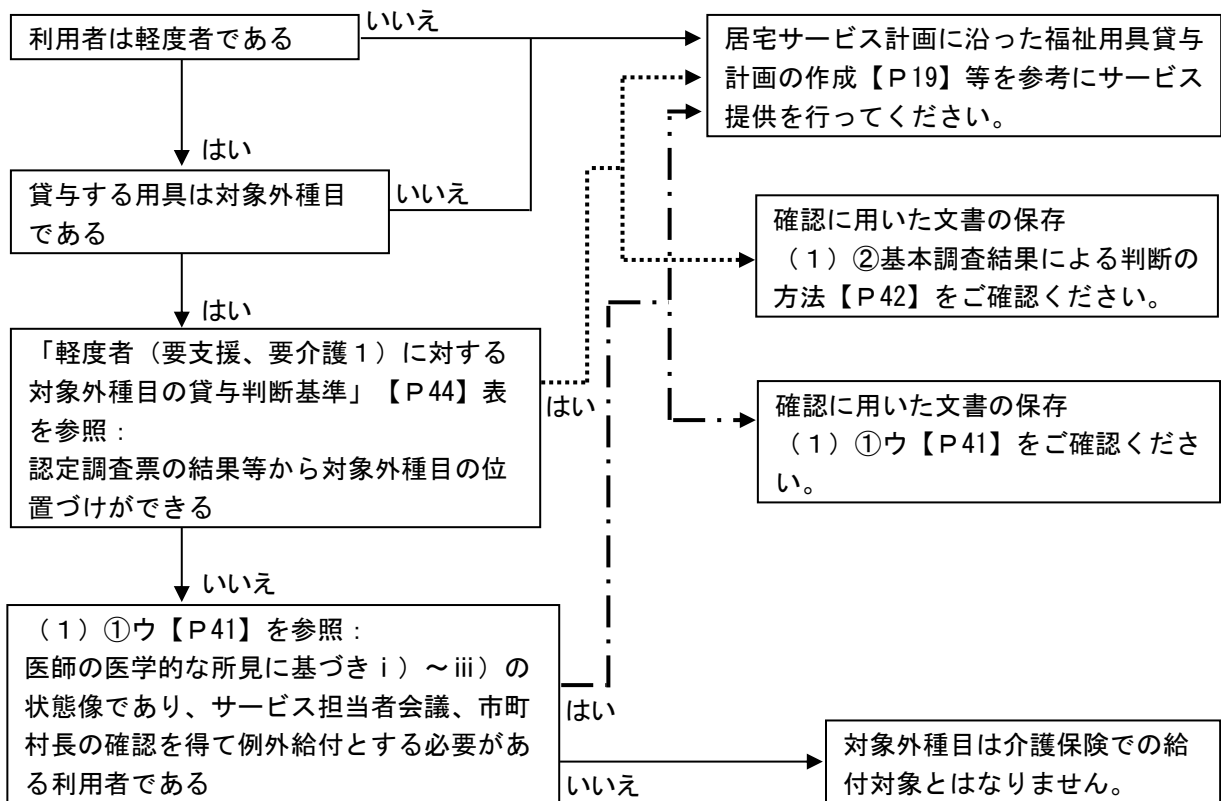 利用者は軽度者である
いいえ
はい
貸与する用具は対象外種目
である
いいえ
はい
「軽度者（要支援、要介護１）に対する
対象外種目の貸与判断基準」【Ｐ44】表
を参照：
認定調査票の結果等から対象外種目の位
置づけができる
はい
いいえ
（１）①ウ【Ｐ41】を参照：
医師の医学的な所見に基づきⅰ）～ⅲ）の
状態像であり、サービス担当者会議、市町
村長の確認を得て例外給付とする必要があ
る利用者である
はい
いいえ
居宅サービス計画に沿った福祉用具貸与
計画の作成【Ｐ19】等を参考にサービス
提供を行ってください。
確認に用いた文書の保存
（１）②基本調査結果による判断の
方法【Ｐ42】をご確認ください。
確認に用いた文書の保存
（１）①ウ【Ｐ41】をご確認くださ
い。
対象外種目は介護保険での給
付対象とはなりません。